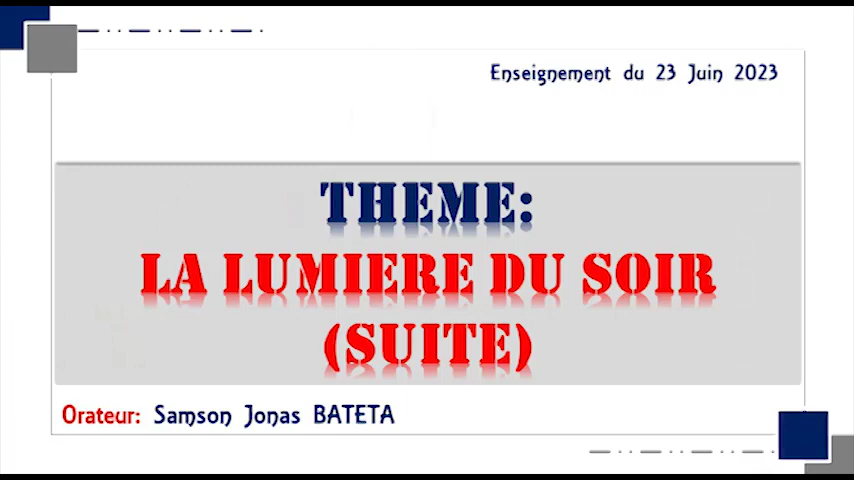 Enseignement du 23 Juin 2023
THEME:
LA LUMIERE DU SOIR
(SUITE)
Orateur: Samson Jonas BATETA